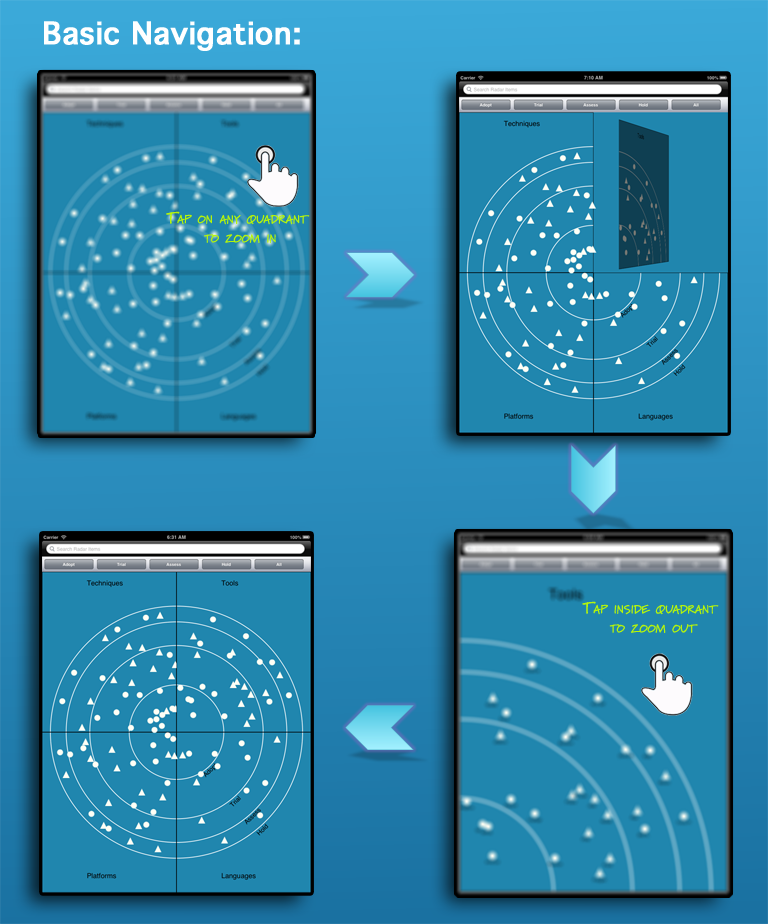 Basic Navigation:
Techniques Tools
TAP ON ANY QUADRANT
TO ZOOM IN
Platforms Languages
Carrier 7:10 AM 100%
Search Radar Items
Adopt Trial Assess Hold All
Techniques
Trial
Assess
Hold
Platforms Languages
Carrier 6:31 AM 100%
Search Radar Items
Adopt Trial Assess Hold All
Techniques Tools
Adopt
Trial
Assess
Hold
Platforms Languages
Tools
TAP INSIDE QUADRANT
TO ZOOM OUT